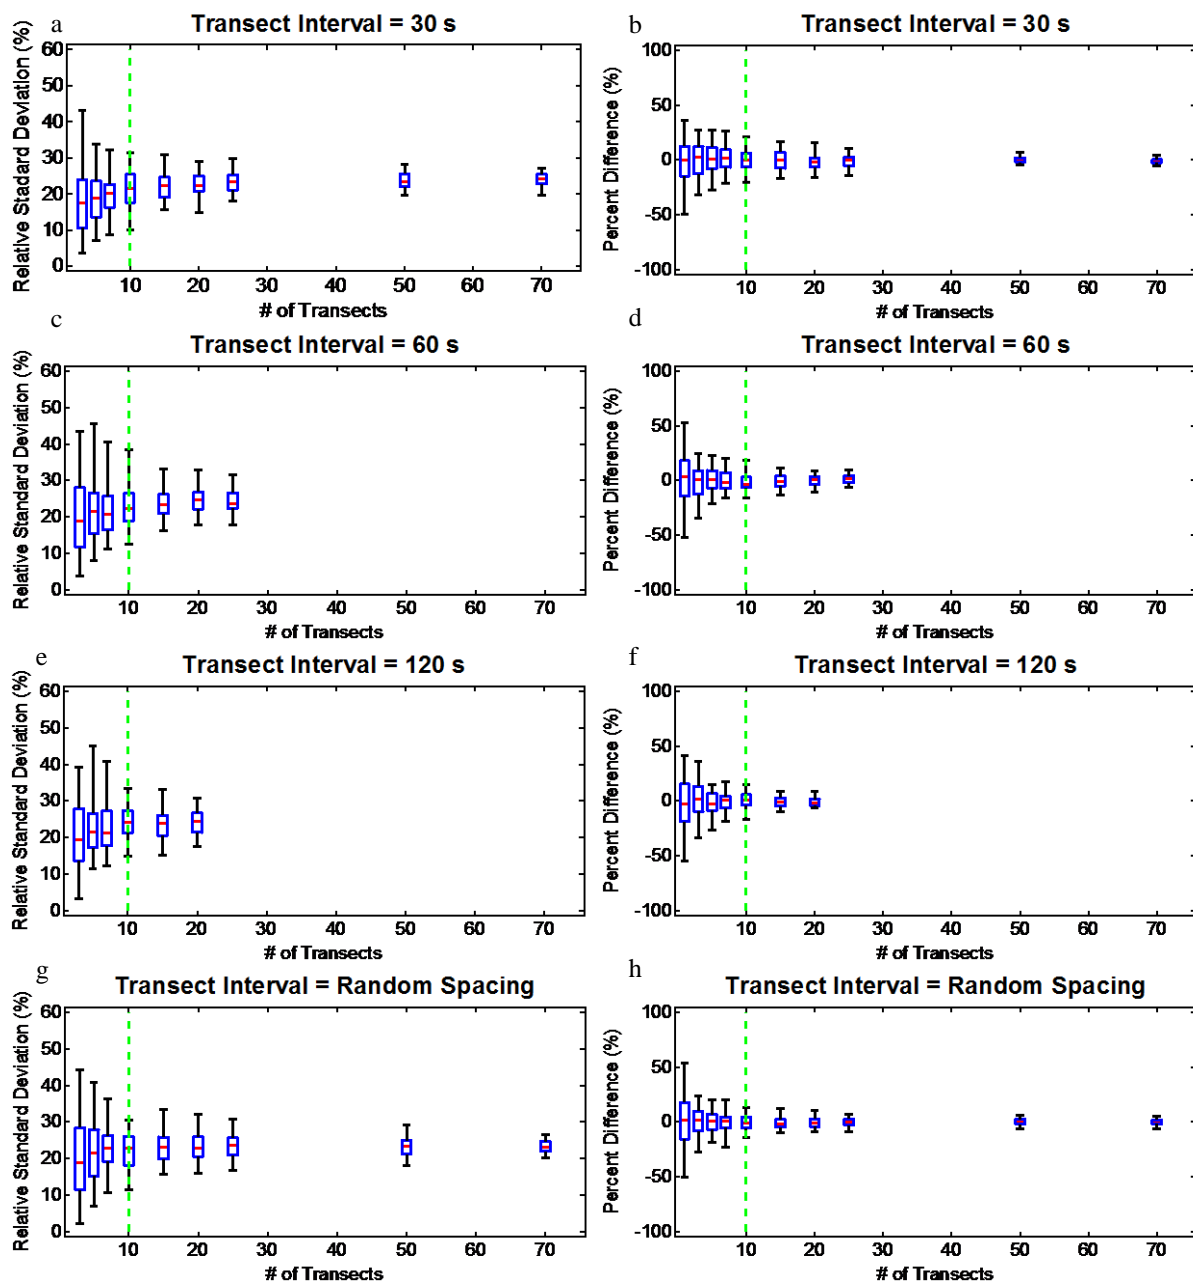 a
Transect Interval = 30 s
Relative Stadard Deviation (%)
60
50
40
30
20
10
0
10 20 30 40 50 60 70
# of Transects
b
Transect Interval = 30 s
Percent Difference (%)
100
50
0
-50
-100
10 20 30 40 50 60 70
# of Transects
c
Transect Interval = 60 s
Relative Standard Deviation (%)
60
50
40
30
20
10
0
10 20 30 40 50 60 70
# of Transects
d
Transect Interval = 60 s
Percent Difference (%)
100
50
0
-50
-100
10 20 30 40 50 60 70
# of Transects
e
Transect Interval = 120 s
Relative Standard Deviation (%)
60
50
40
30
20
10
0
10 20 30 40 50 60 70
# of Transects
f
Transect Interval = 120 s
Percent Difference (%)
100
50
0
-50
-100
10 20 30 40 50 60 70
# of Transects
g
Transect Interval = Random Spacing
Relative Standard Deviation (%)
60
50
40
30
20
10
0
10 20 30 40 50 60 70
# of Transects
h
Transect Interval = Random Spacing
Percent Difference (%)
100
50
0
-50
-100
10 20 30 40 50 60 70
# of Transects